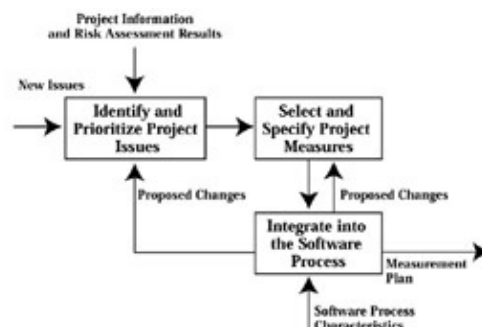 Project Information
and Risk Assessment Results
New Issues
Identify and
Prioritize Project
Issues
Select and
Specify Project
Measures
Proposed Changes
Proposed Changes
Integrate into
the Software
Process
Measurement
Plan
Software Process
Characteristics